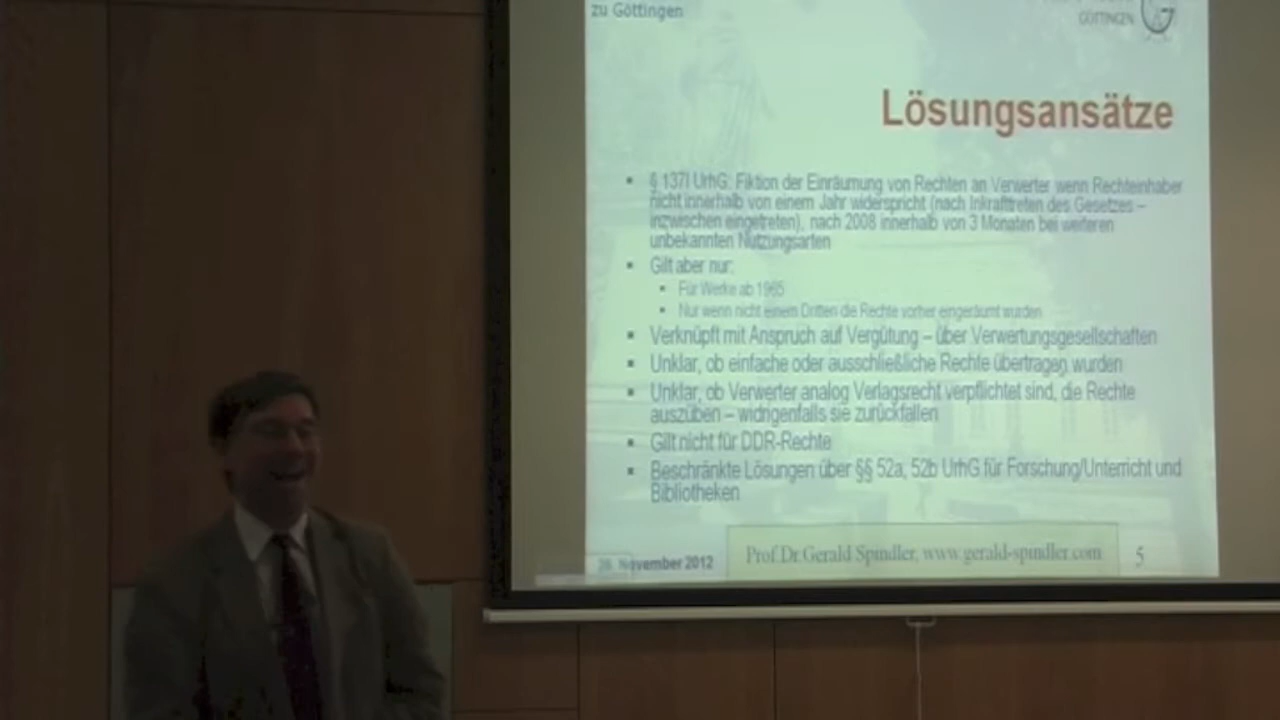 zu Göttingen
GÖTTINGEN
Lösungsansätze
§ 137l UrhG: Fiktion der Einräumung von Rechten an Verwerter wenn Rechteinhaber
nicht innerhalb von einem Jahr widerspricht (nach Inkrafttreten des Gesetzes –
inzwischen eingetreten), nach 2008 innerhalb von 3 Monaten bei weiteren
unbekannten Nutzungsarten
Gilt aber nur:
Für Werke ab 1965
Nur wenn nicht einem Dritten die Rechte vorher eingeräumt wurden
Verknüpft mit Anspruch auf Vergütung – über Verwertungsgesellschaften
Unklar, ob einfache oder ausschließliche Rechte übertragen wurden
Unklar, ob Verwerter analog Verlagsrecht verpflichtet sind, die Rechte
auszüben – widrigenfalls sie zurückfallen
Gilt nicht für DDR-Rechte
Beschränkte Lösungen über §§ 52a, 52b UrhG für Forschung/Unterricht und
Bibliotheken
November 2012
Prof.Dr.Gerald Spindler, www.gerald-spindler.com
5